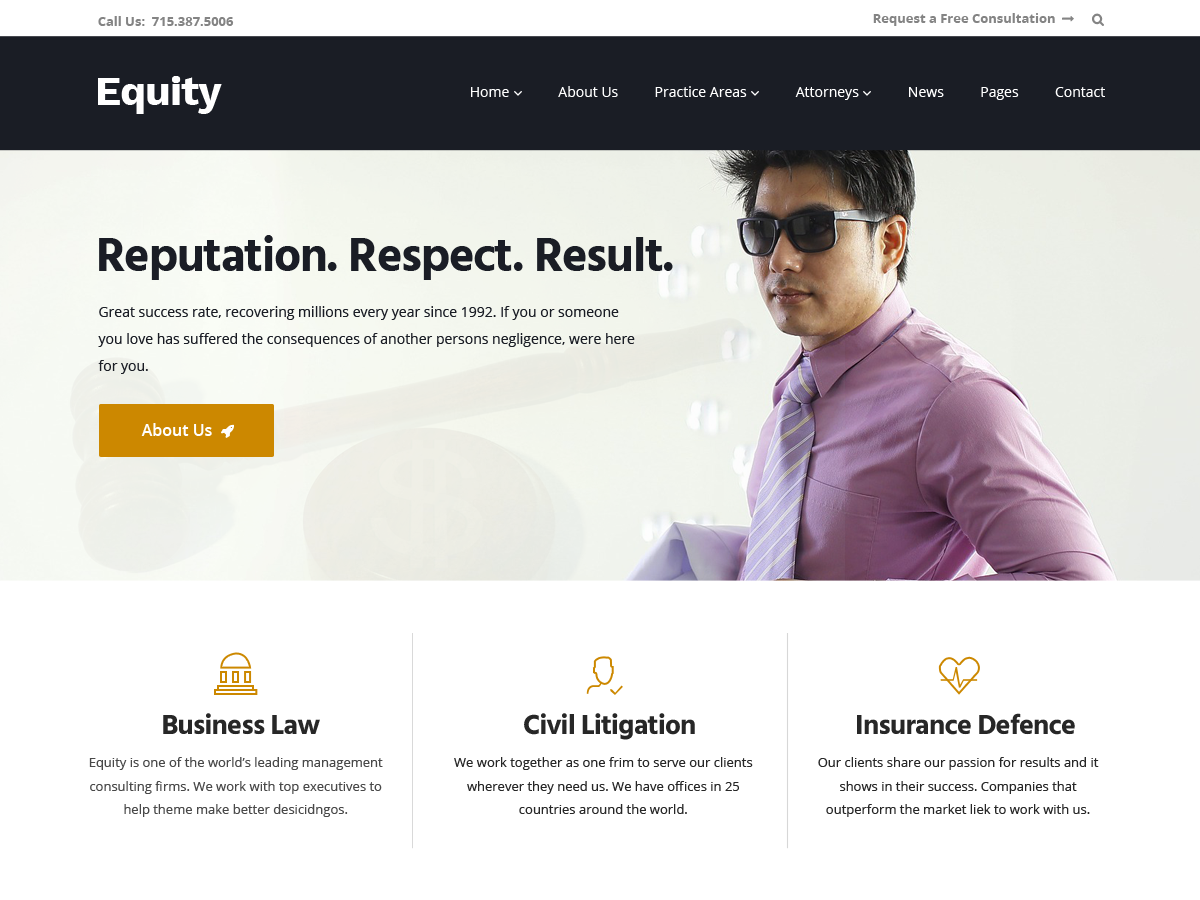 Call Us: 715.387.5006
Request a Free Consultation
Equity
Home
About Us
Practice Areas
Attorneys
News
Pages
Contact
Reputation. Respect. Result.
Great success rate, recovering millions every year since 1992. If you or someone
you love has suffered the consequences of another persons negligence, were here
for you.
About Us
Business Law
Equity is one of the world’s leading management
consulting firms. We work with top executives to
help theme make better desicidngos.
Civil Litigation
We work together as one frim to serve our clients
wherever they need us. We have offices in 25
countries around the world.
Insurance Defence
Our clients share our passion for results and it
shows in their success. Companies that
outperform the market liek to work with us.